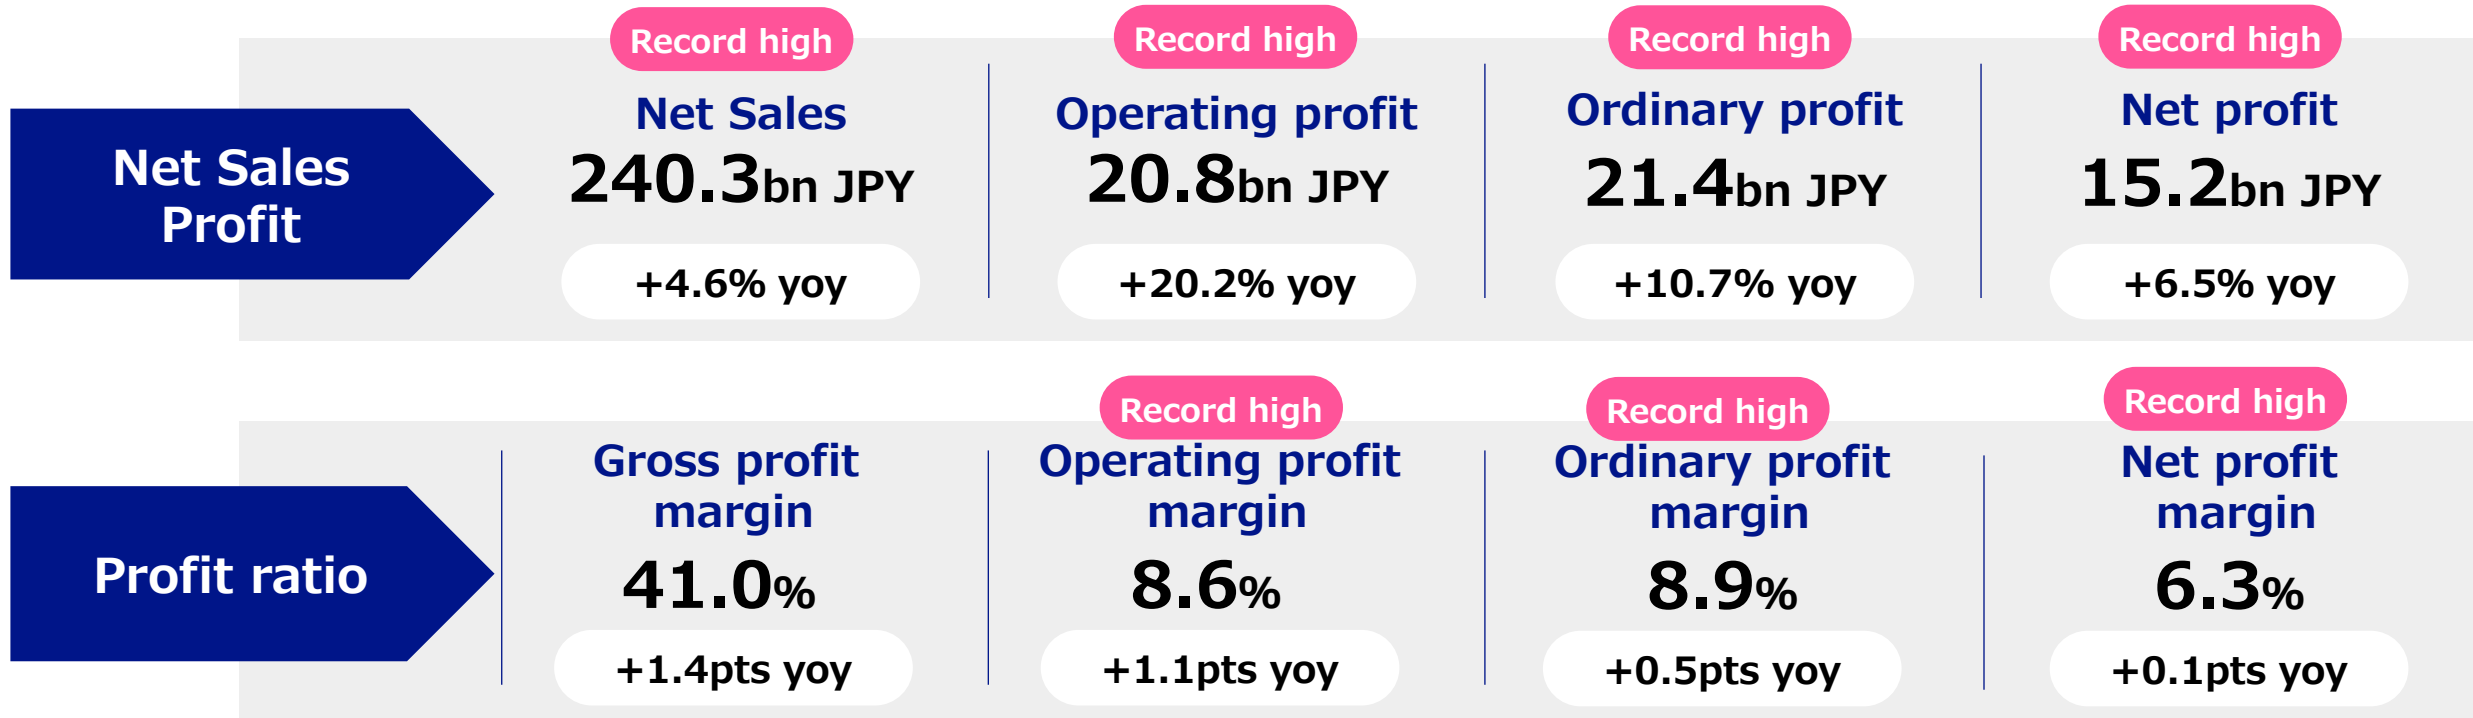 Net Sales
Profit
Record high
Net Sales
240.3bn JPY
+4.6% yoy
Record high
Operating profit
20.8bn JPY
+20.2% yoy
Record high
Ordinary profit
21.4bn JPY
+10.7% yoy
Record high
Net profit
15.2bn JPY
+6.5% yoy
Profit ratio
Gross profit
margin
41.0%
+1.4pts yoy
Record high
Operating profit
margin
8.6%
+1.1pts yoy
Record high
Ordinary profit
margin
8.9%
+0.5pts yoy
Record high
Net profit
margin
6.3%
+0.1pts yoy